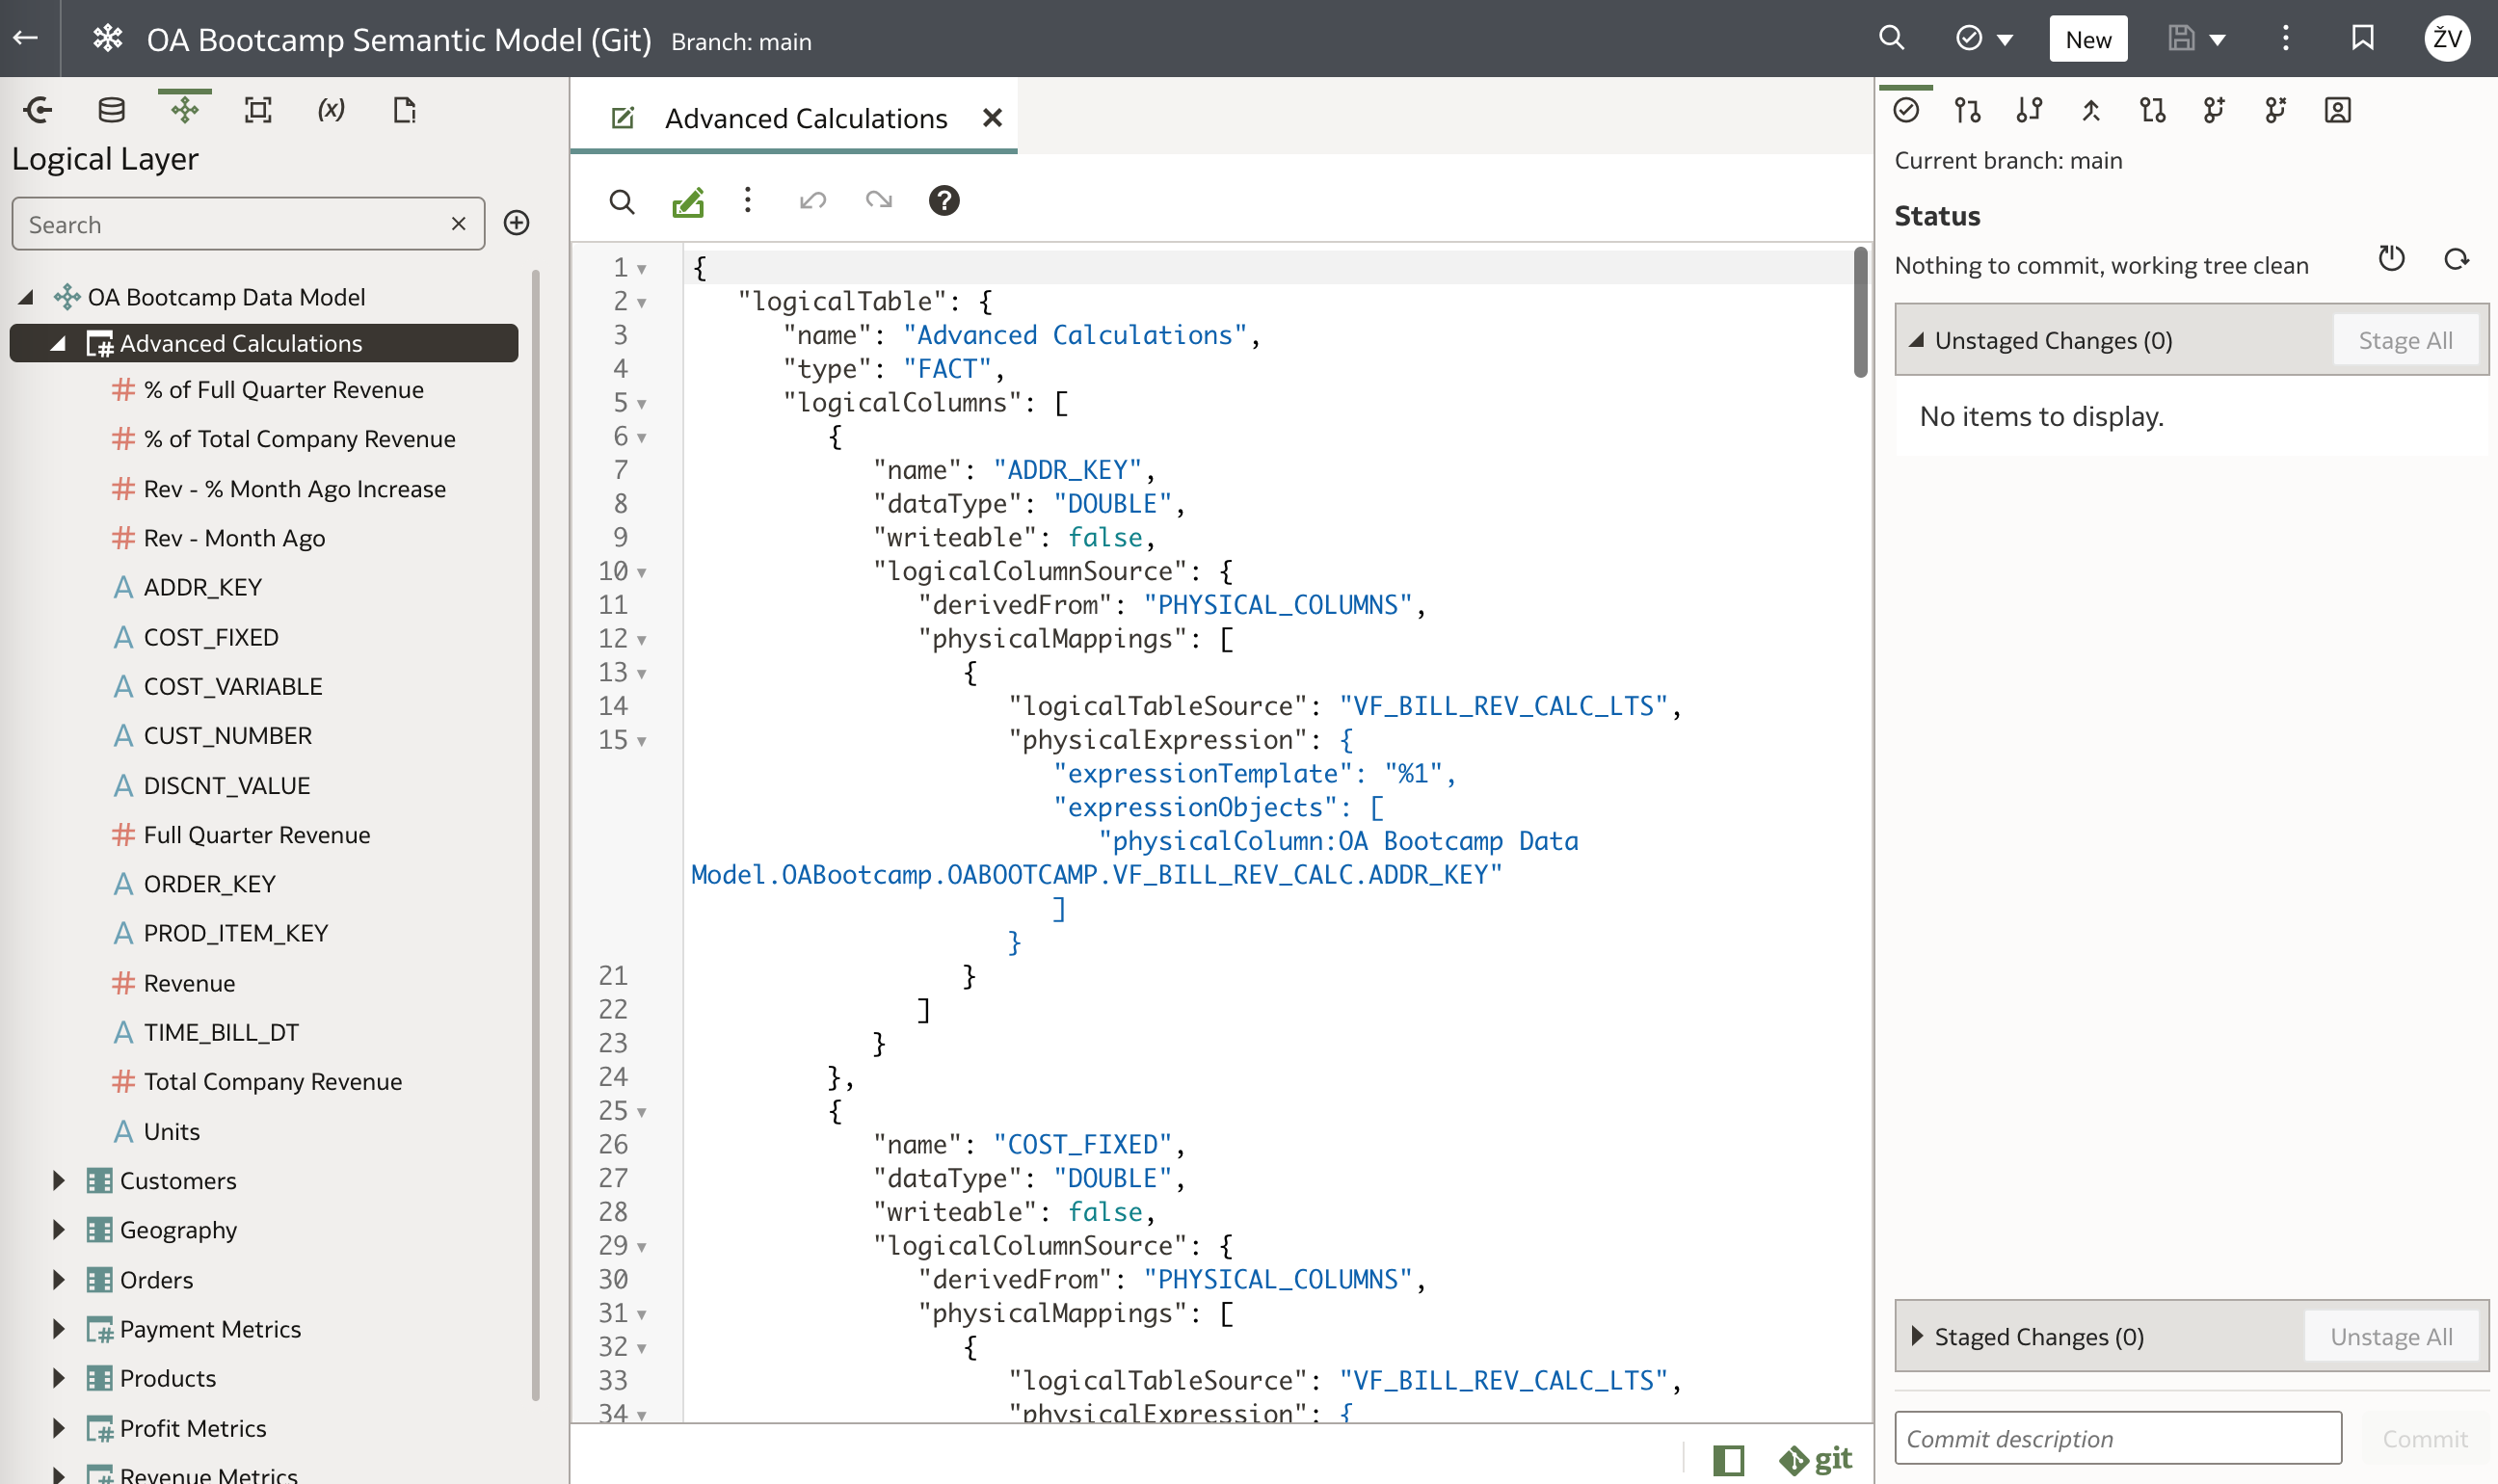 OA Bootcamp Semantic Model (Git) Branch: main
New
ŽV
Logical Layer
Search
OA Bootcamp Data Model
Advanced Calculations
% of Full Quarter Revenue
% of Total Company Revenue
Rev - % Month Ago Increase
Rev - Month Ago
ADDR_KEY
COST_FIXED
COST_VARIABLE
CUST_NUMBER
DISCNT_VALUE
Full Quarter Revenue
ORDER_KEY
PROD_ITEM_KEY
Revenue
TIME_BILL_DT
Total Company Revenue
Units
Customers
Geography
Orders
Payment Metrics
Products
Profit Metrics
Revenue Metrics
Advanced Calculations
1 {
2 "logicalTable": {
3 "name": "Advanced Calculations",
4 "type": "FACT",
5 "logicalColumns": [
6 {
7 "name": "ADDR_KEY",
8 "dataType": "DOUBLE",
9 "writeable": false,
10 "logicalColumnSource": {
11 "derivedFrom": "PHYSICAL_COLUMNS",
12 "physicalMappings": [
13 {
14 "logicalTableSource": "VF_BILL_REV_CALC_LTS",
15 "physicalExpression": {
"expressionTemplate": "%1",
"expressionObjects": [
"physicalColumn:OA Bootcamp Data
Model.OABootcamp.OABOOTCAMP.VF_BILL_REV_CALC.ADDR_KEY"
]
}
21 }
22 ]
23 }
24 },
25 {
26 "name": "COST_FIXED",
27 "dataType": "DOUBLE",
28 "writeable": false,
29 "logicalColumnSource": {
30 "derivedFrom": "PHYSICAL_COLUMNS",
31 "physicalMappings": [
32 {
33 "logicalTableSource": "VF_BILL_REV_CALC_LTS",
34 "physicalExpression": {
git
Current branch: main
Status
Nothing to commit, working tree clean
Unstaged Changes (0)
Stage All
No items to display.
Staged Changes (0)
Unstage All
Commit description
Commit